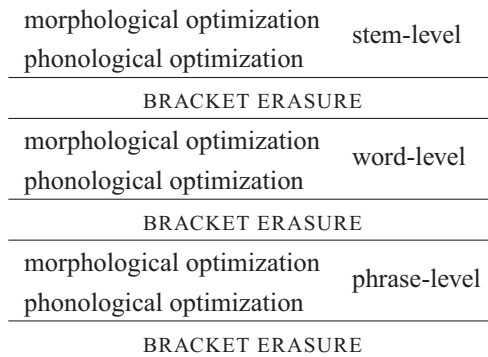 morphological optimization
stem-level
phonological optimization
BRACKET ERASURE
morphological optimization
word-level
phonological optimization
BRACKET ERASURE
morphological optimization
phrase-level
phonological optimization
BRACKET ERASURE